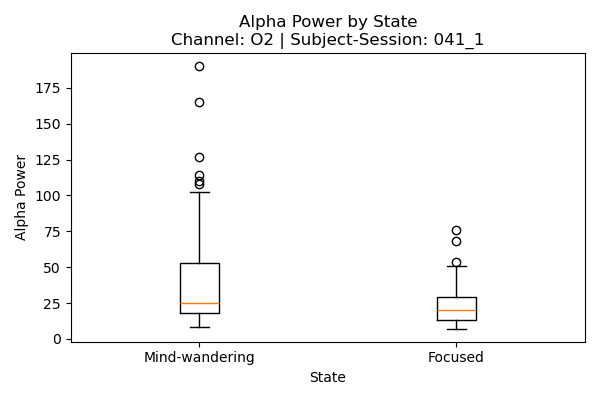 Alpha Power by State
Channel: O2 | Subject-Session: 041_1
175
150
125
100
75
50
25
0
Alpha Power
Mind-wandering
Focused
State